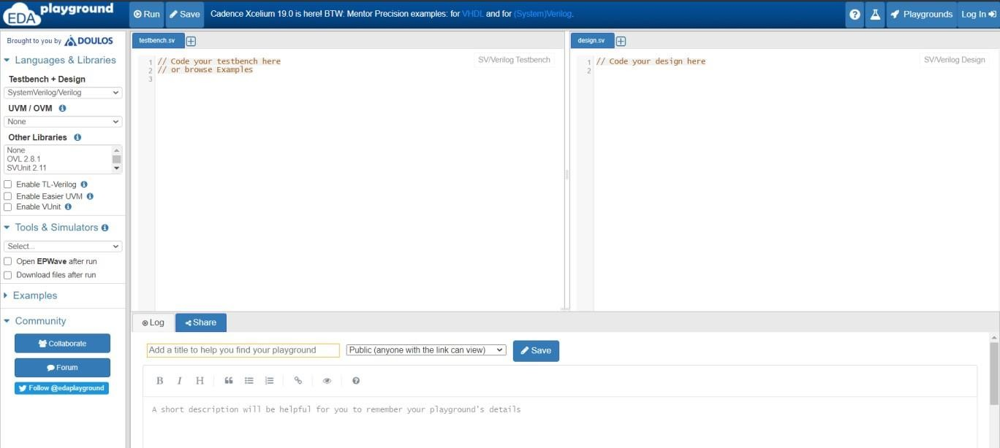 EDA playground
Run
Save
Cadence Xcelium 19.0 is here! BTW: Mentor Precision examples: for VHDL and for (System)Verilog.
Playgrounds
Log In
Brought to you by DOULOS
Languages & Libraries
Testbench + Design
SystemVerilog/Verilog
UVM / OVM
None
Other Libraries
None
OVL 2.8.1
SVUnit 2.11
Enable TL-Verilog
Enable Easier UVM
Enable VUnit
Tools & Simulators
Select...
Open EPWave after run
Download files after run
Examples
Community
Collaborate
Forum
Follow @edaplayground
testbench.sv
1 // Code your testbench here
2 // or browse Examples
3
SV/Verilog Testbench
design.sv
1 // Code your design here
2
SV/Verilog Design
Log
Share
Add a title to help you find your playground
Public (anyone with the link can view)
Save
B I H
A short description will be helpful for you to remember your playground's details